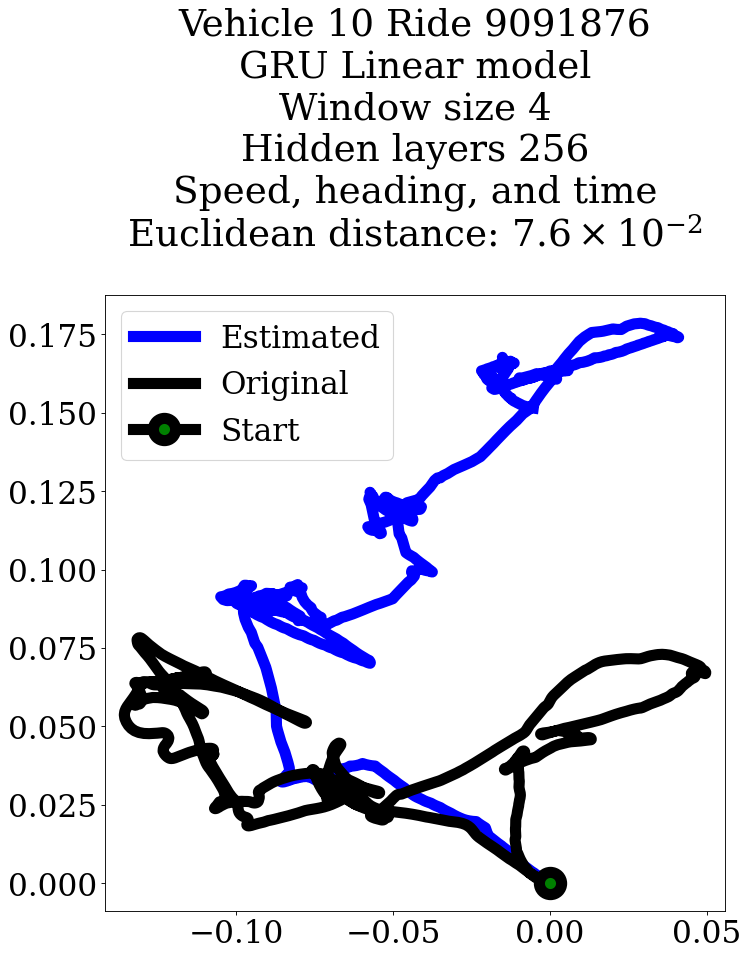 Vehicle 10 Ride 9091876
GRU Linear model
Window size 4
Hidden layers 256
Speed, heading, and time
Euclidean distance: 7.6 × 10⁻²
Estimated
Original
Start
0.175
0.150
0.125
0.100
0.075
0.050
0.025
0.000
−0.10 −0.05 0.00 0.05